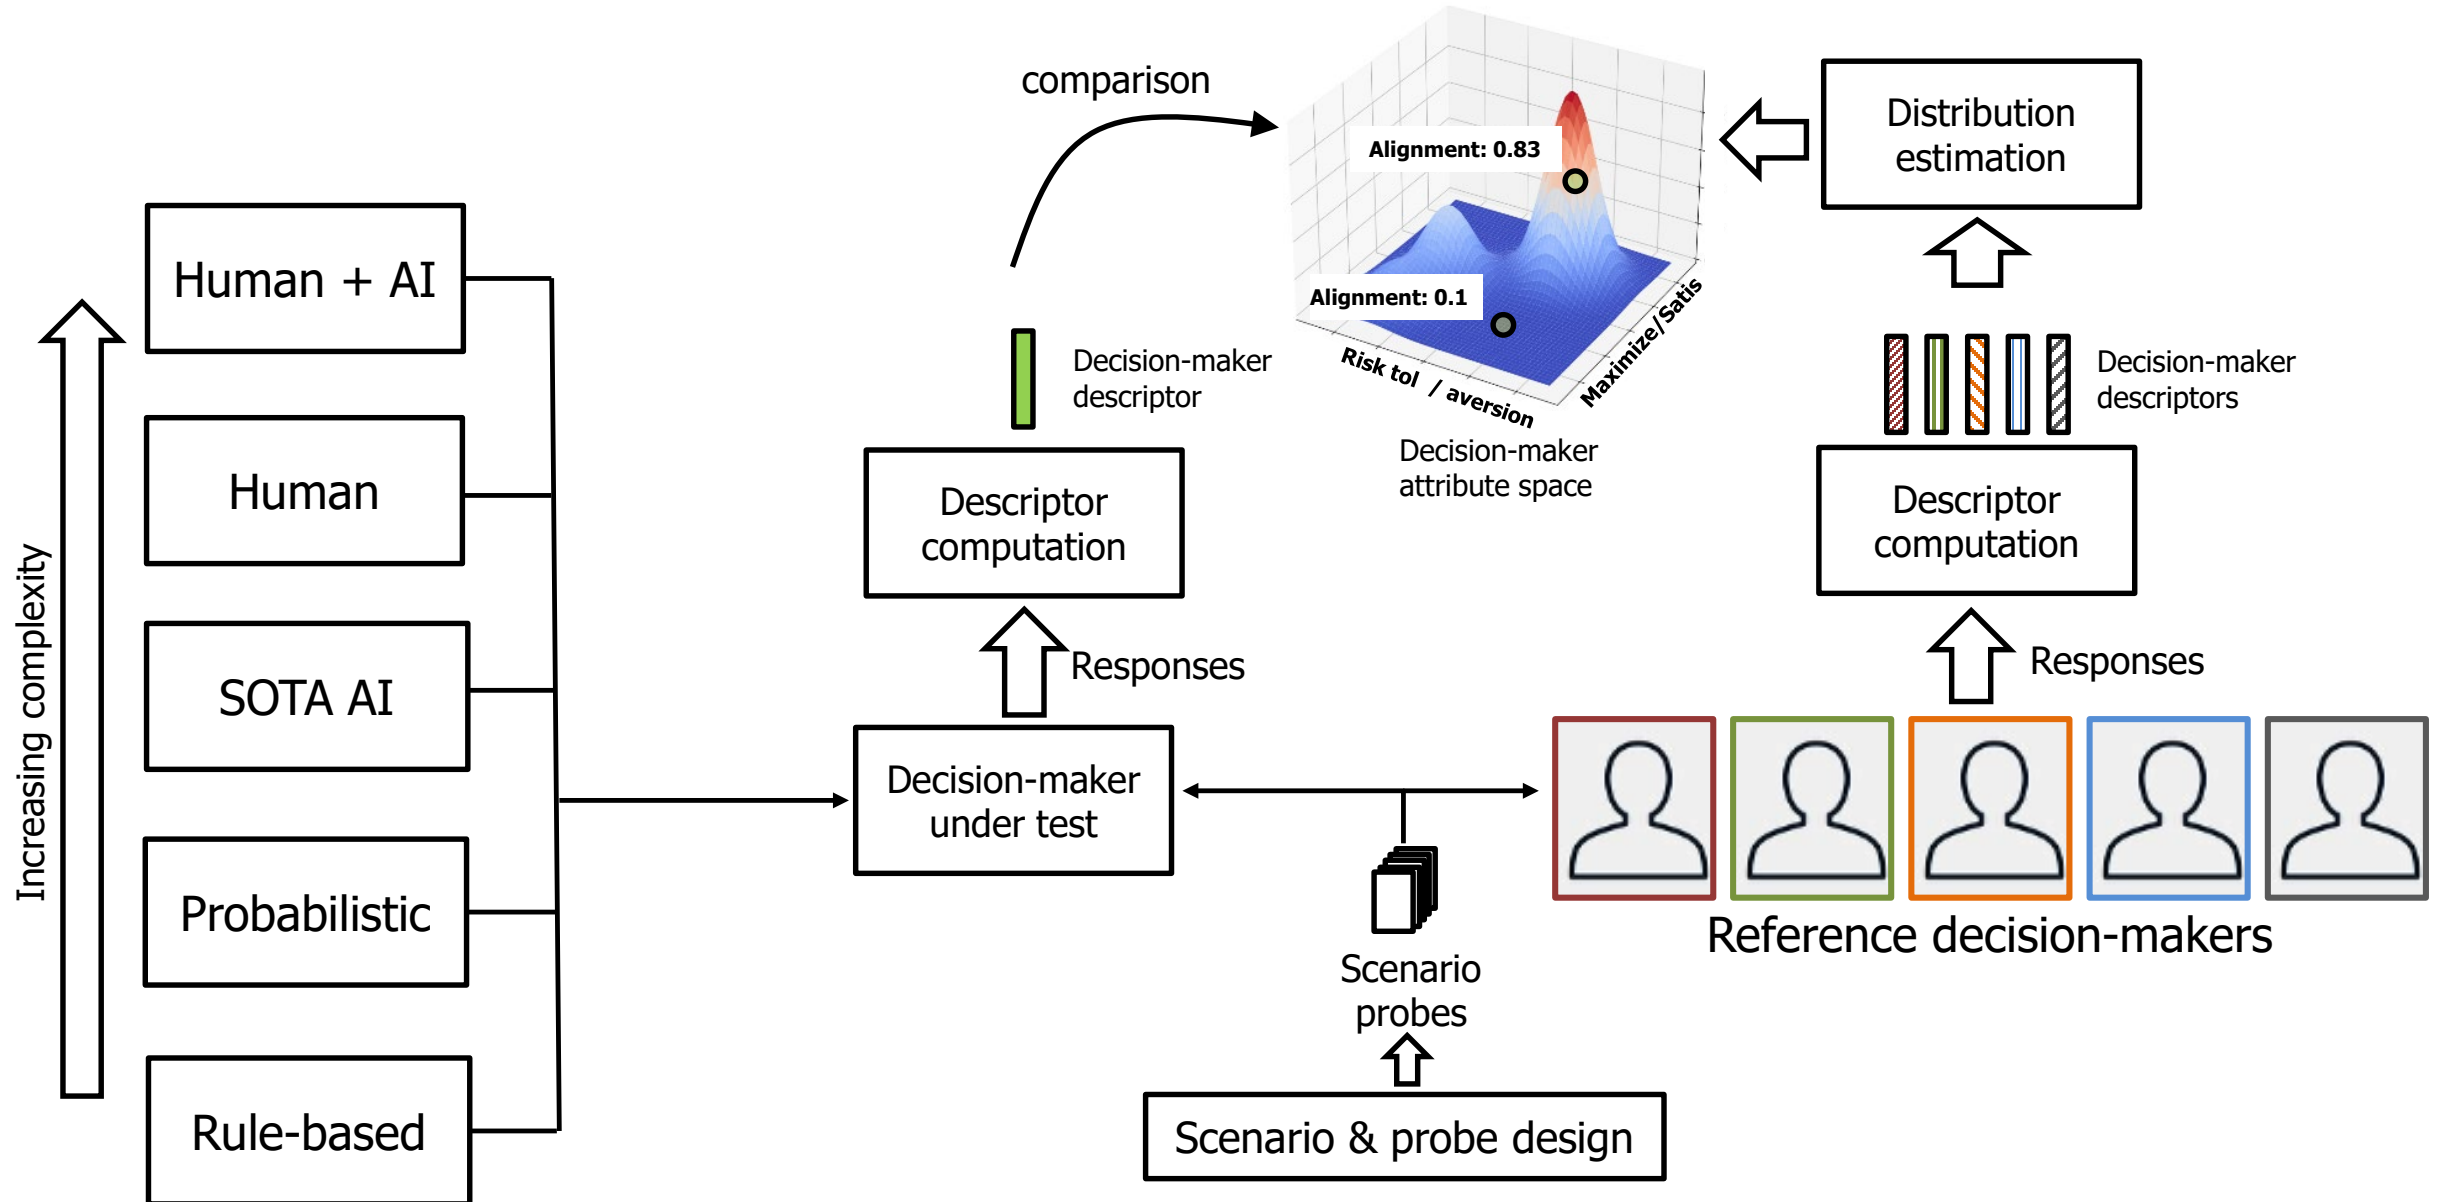 comparison
Alignment: 0.83
Alignment: 0.1
Risk tol / aversion
Maximize/Satis
Decision-maker
attribute space
Distribution
estimation
Decision-maker
descriptors
Descriptor
computation
Responses
Reference decision-makers
Increasing complexity
Human + AI
Human
SOTA AI
Probabilistic
Rule-based
Decision-maker
descriptor
Descriptor
computation
Responses
Decision-maker
under test
Scenario
probes
Scenario & probe design